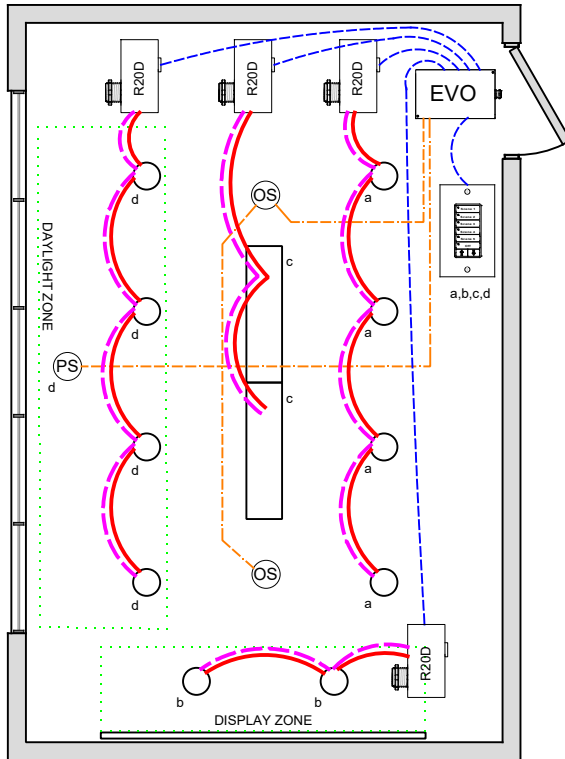 R20D
R20D
R20D
EVO
OS
d
a
DAYLIGHT ZONE
c
a,b,c,d
d
a
PS
d
c
d
a
OS
d
a
R20D
b
b
DISPLAY ZONE